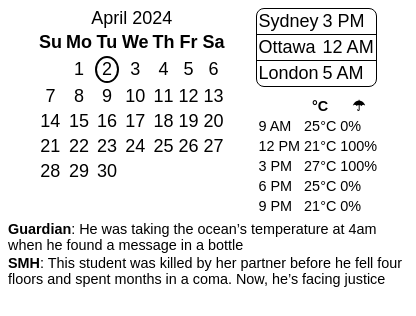 April 2024
Su Mo Tu We Th Fr Sa
1 2 3 4 5 6
7 8 9 10 11 12 13
14 15 16 17 18 19 20
21 22 23 24 25 26 27
28 29 30
Sydney 3 PM
Ottawa 12 AM
London 5 AM
°C ☂
9 AM 25°C 0%
12 PM 21°C 100%
3 PM 27°C 100%
6 PM 25°C 0%
9 PM 21°C 0%
Guardian: He was taking the ocean’s temperature at 4am
when he found a message in a bottle
SMH: This student was killed by her partner before he fell four
floors and spent months in a coma. Now, he’s facing justice